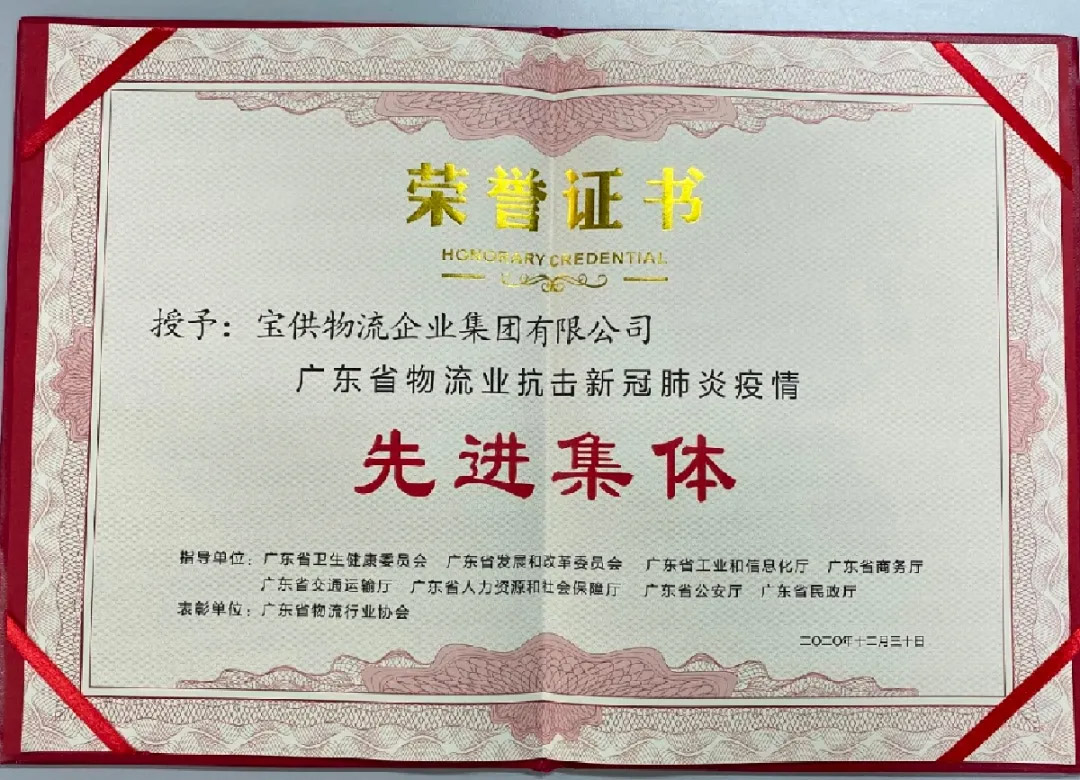 荣誉证书
HONORARY CREDENTIAL
授予：宝供物流企业集团有限公司
广东省物流业抗击新冠肺炎疫情
先进集体
指导单位：广东省卫生健康委员会 广东省发展和改革委员会 广东省工业和信息化厅 广东省商务厅
广东省交通运输厅 广东省人力资源和社会保障厅 广东省公安厅 广东省民政厅
表彰单位：广东省物流行业协会
二〇二〇年十二月三十日